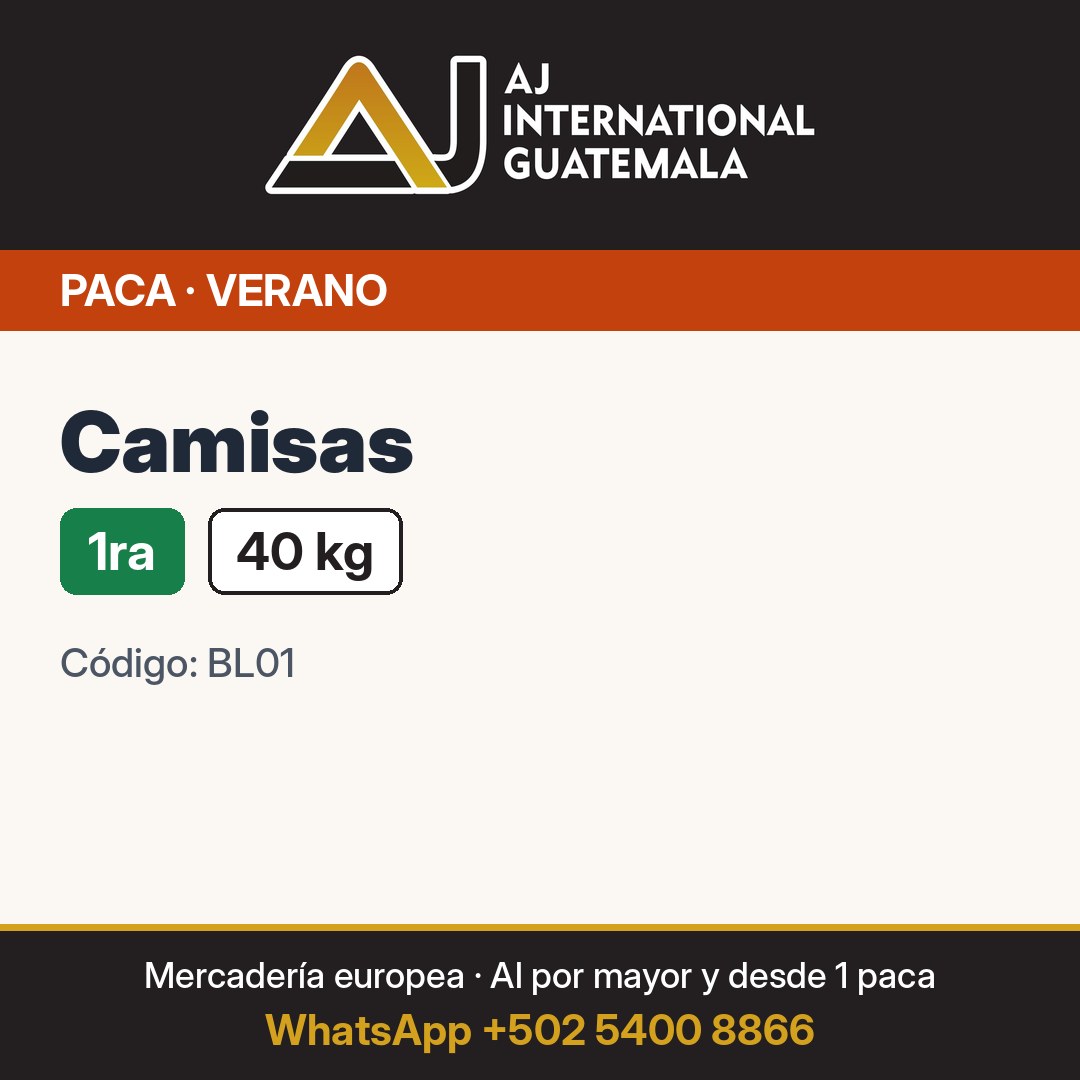 AJ
AJ
INTERNATIONAL
GUATEMALA
PACA · VERANO
Camisas
1ra
40 kg
Código: BL01
Mercadería europea · Al por mayor y desde 1 paca
WhatsApp +502 5400 8866